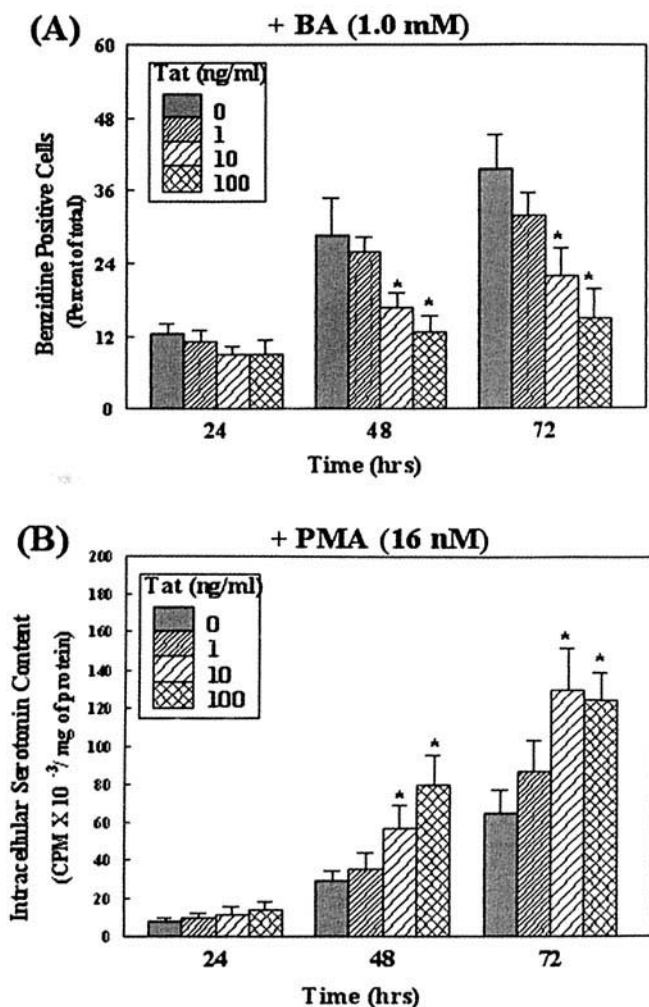 (A)
+ BA (1.0 mM)
Benzidine Positive Cells
(Percent of total)
60
48
36
24
12
0
Tat (ng/ml)
0
1
10
100
* *
* *
24 48 72
Time (hrs)
(B)
+ PMA (16 nM)
Intracellular Serotonin Content
(CPM X 10 -3/ mg of protein)
200
180
160
140
120
100
80
60
40
20
0
Tat (ng/ml)
0
1
10
100
* *
* *
24 48 72
Time (hrs)